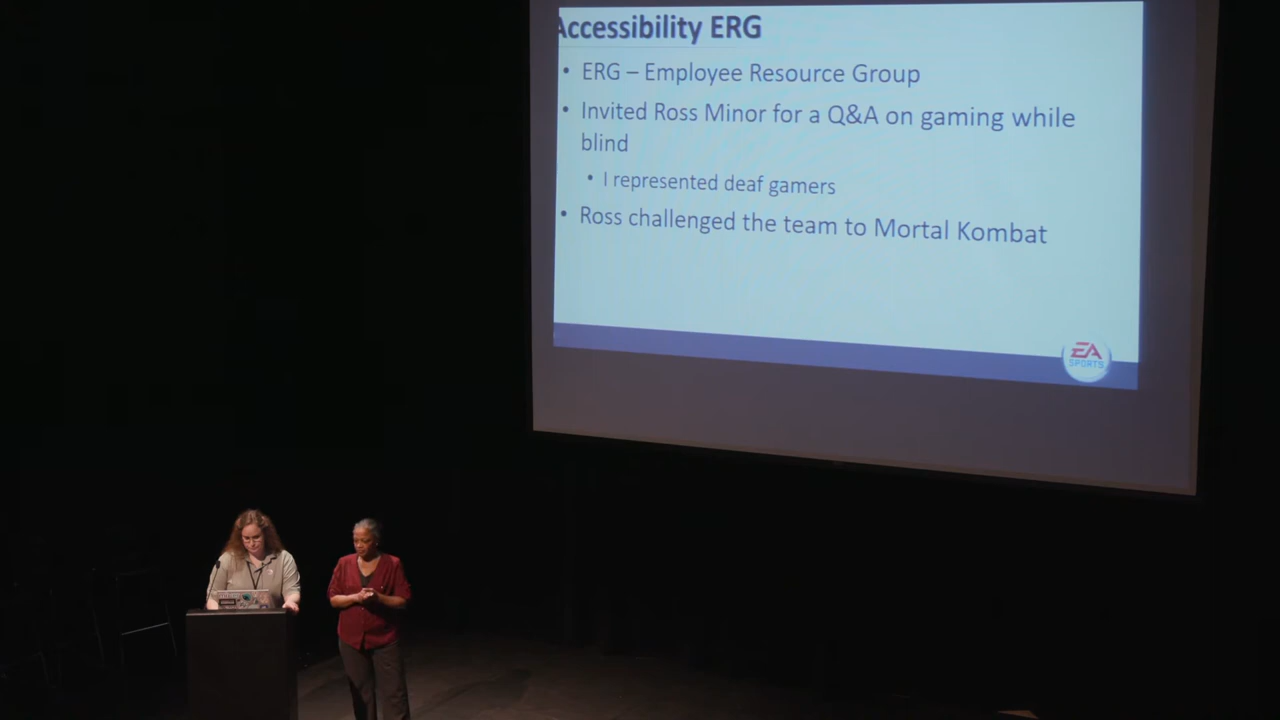 Accessibility ERG
• ERG – Employee Resource Group
• Invited Ross Minor for a Q&A on gaming while
blind
• I represented deaf gamers
• Ross challenged the team to Mortal Kombat
EA
SPORTS